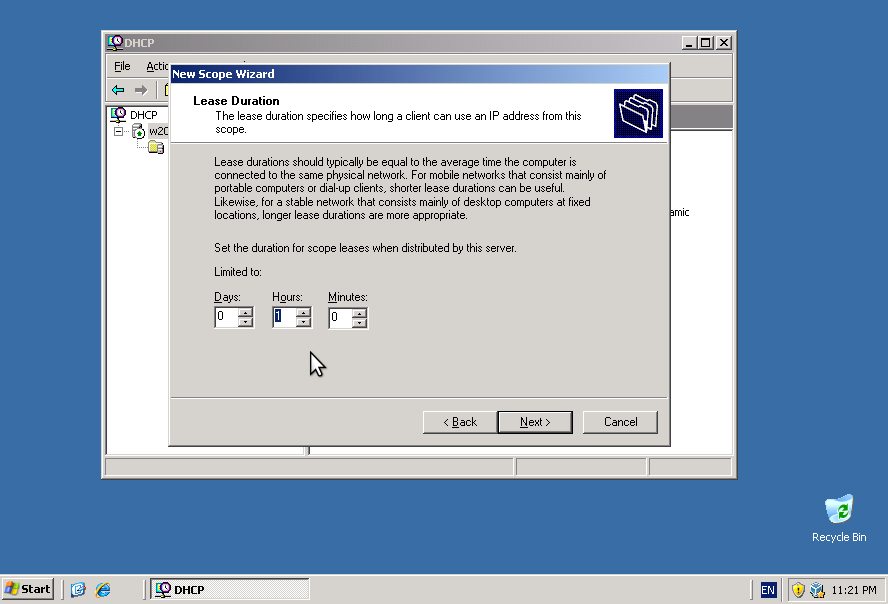 DHCP
File
New Scope Wizard
Lease Duration
The lease duration specifies how long a client can use an IP address from this
scope.
DHCP
Lease durations should typically be equal to the average time the computer is
connected to the same physical network. For mobile networks that consist mainly of
portable computers or dial-up clients, shorter lease durations can be useful.
Likewise, for a stable network that consists mainly of desktop computers at fixed
locations, longer lease durations are more appropriate.
Set the duration for scope leases when distributed by this server.
Limited to:
Days: Hours: Minutes:
0 1 0
< Back Next > Cancel
Recycle Bin
Start DHCP EN 11:21 PM